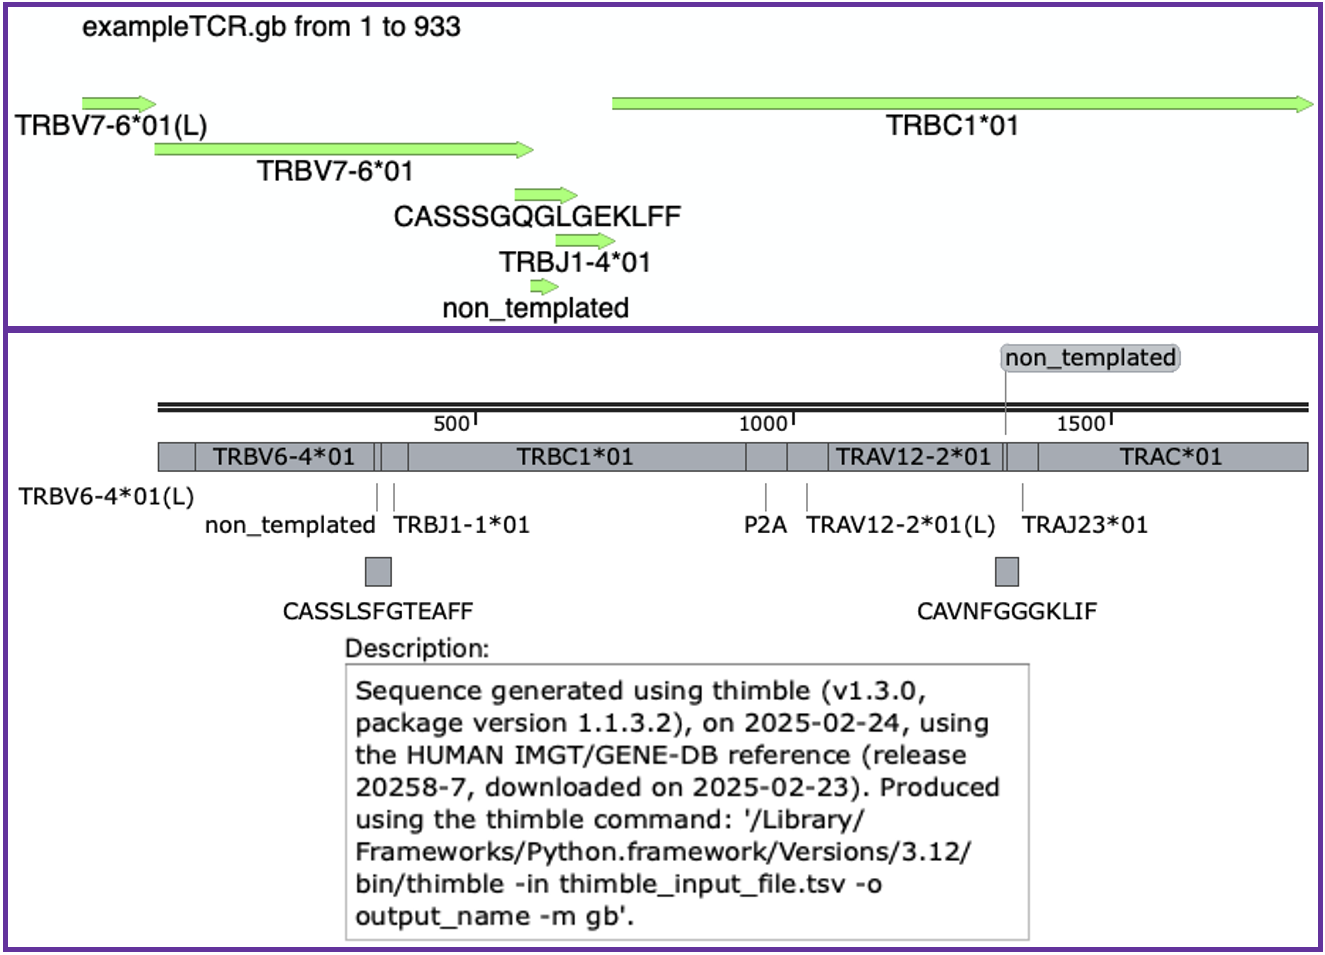 exampleTCR.gb from 1 to 933
TRBV7-6*01(L)
TRBC1*01
TRBV7-6*01
CASSSGQGLGEKLFF
TRBJ1-4*01
non_templated
non_templated
500
1000
1500
TRBV6-4*01
TRBC1*01
TRAV12-2*01
TRAC*01
TRBV6-4*01(L)
non_templated
TRBJ1-1*01
P2A
TRAV12-2*01(L)
TRAJ23*01
CASSLSFGTEAFF
CAVNFGGGKLIF
Description:
Sequence generated using thimble (v1.3.0,
package version 1.1.3.2), on 2025-02-24, using
the HUMAN IMGT/GENE-DB reference (release
20258-7, downloaded on 2025-02-23). Produced
using the thimble command: '/Library/
Frameworks/Python.framework/Versions/3.12/
bin/thimble -in thimble_input_file.tsv -o
output_name -m gb'.